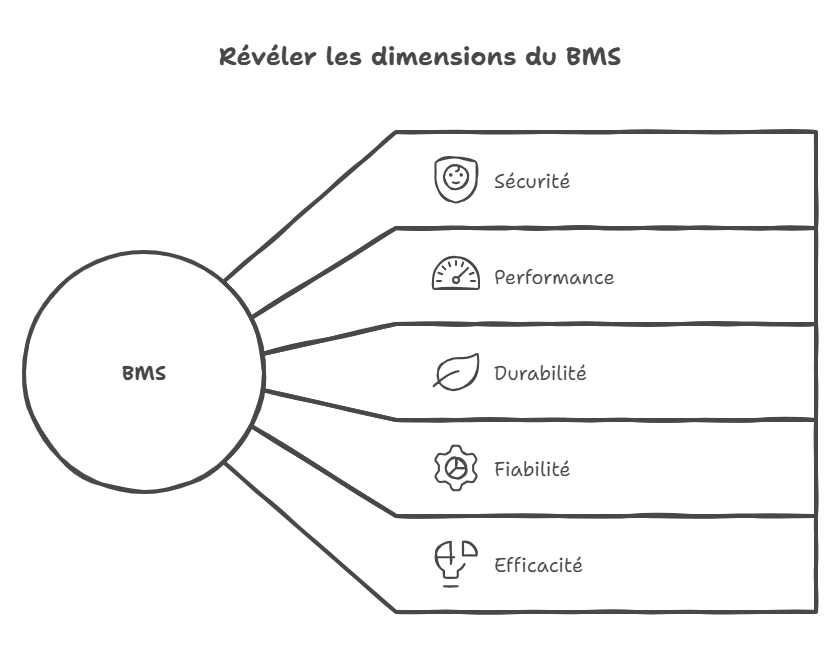 Révéler les dimensions du BMS
Sécurité
Performance
BMS
Durabilité
Fiabilité
Efficacité